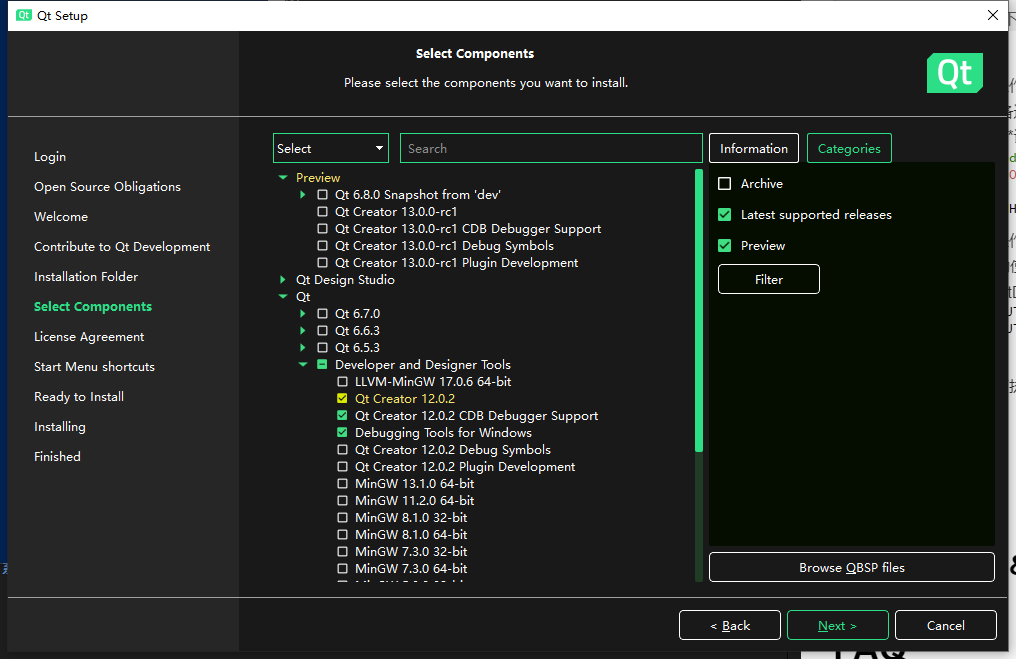 Qt Qt Setup
Select Components
Please select the components you want to install.
Qt
Login
Open Source Obligations
Welcome
Contribute to Qt Development
Installation Folder
Select Components
License Agreement
Start Menu shortcuts
Ready to Install
Installing
Finished
Select
Search
Information
Categories
Preview
Qt 6.8.0 Snapshot from 'dev'
Qt Creator 13.0.0-rc1
Qt Creator 13.0.0-rc1 CDB Debugger Support
Qt Creator 13.0.0-rc1 Debug Symbols
Qt Creator 13.0.0-rc1 Plugin Development
Qt Design Studio
Qt
Qt 6.7.0
Qt 6.6.3
Qt 6.5.3
Developer and Designer Tools
LLVM-MinGW 17.0.6 64-bit
Qt Creator 12.0.2
Qt Creator 12.0.2 CDB Debugger Support
Debugging Tools for Windows
Qt Creator 12.0.2 Debug Symbols
Qt Creator 12.0.2 Plugin Development
MinGW 13.1.0 64-bit
MinGW 11.2.0 64-bit
MinGW 8.1.0 32-bit
MinGW 8.1.0 64-bit
MinGW 7.3.0 32-bit
MinGW 7.3.0 64-bit
Archive
Latest supported releases
Preview
Filter
Browse QBSP files
< Back
Next >
Cancel